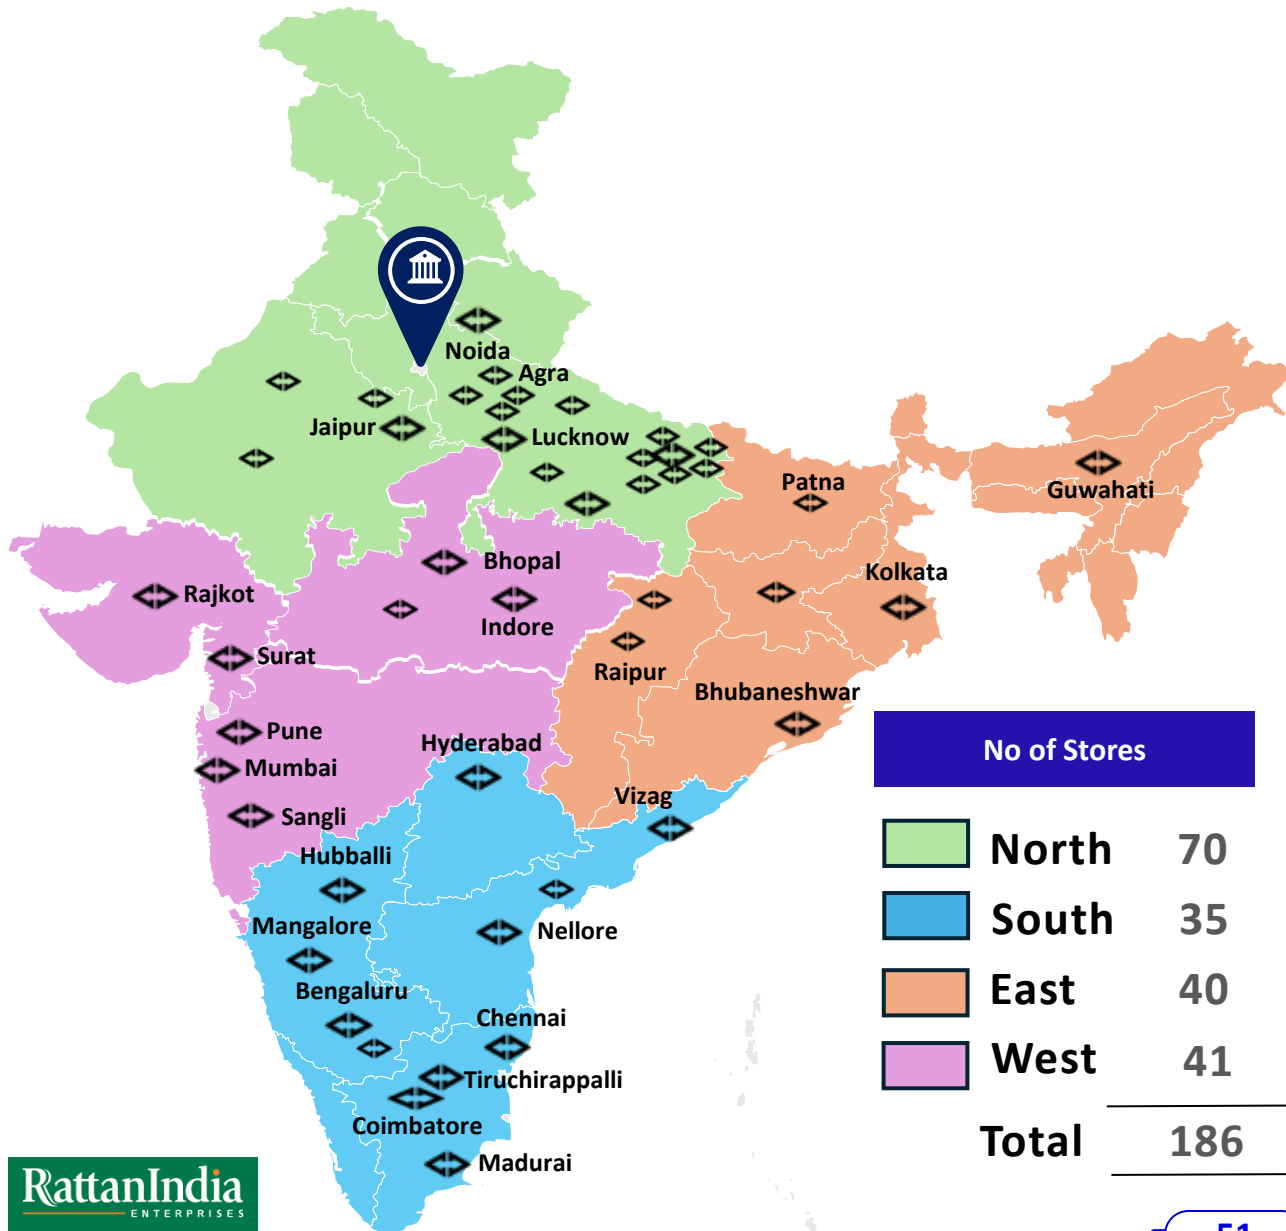 Noida
Agra
Jaipur
Lucknow
Patna
Guwahati
Bhopal
Kolkata
Rajkot
Indore
Surat
Raipur
Bhubaneshwar
Pune
Hyderabad
Mumbai
Vizag
Sangli
Hubballi
Mangalore
Nellore
Bengaluru
Chennai
Tiruchirappalli
Coimbatore
Madurai
No of Stores
North 70
South 35
East 40
West 41
Total 186
RattanIndia
ENTERPRISES
51